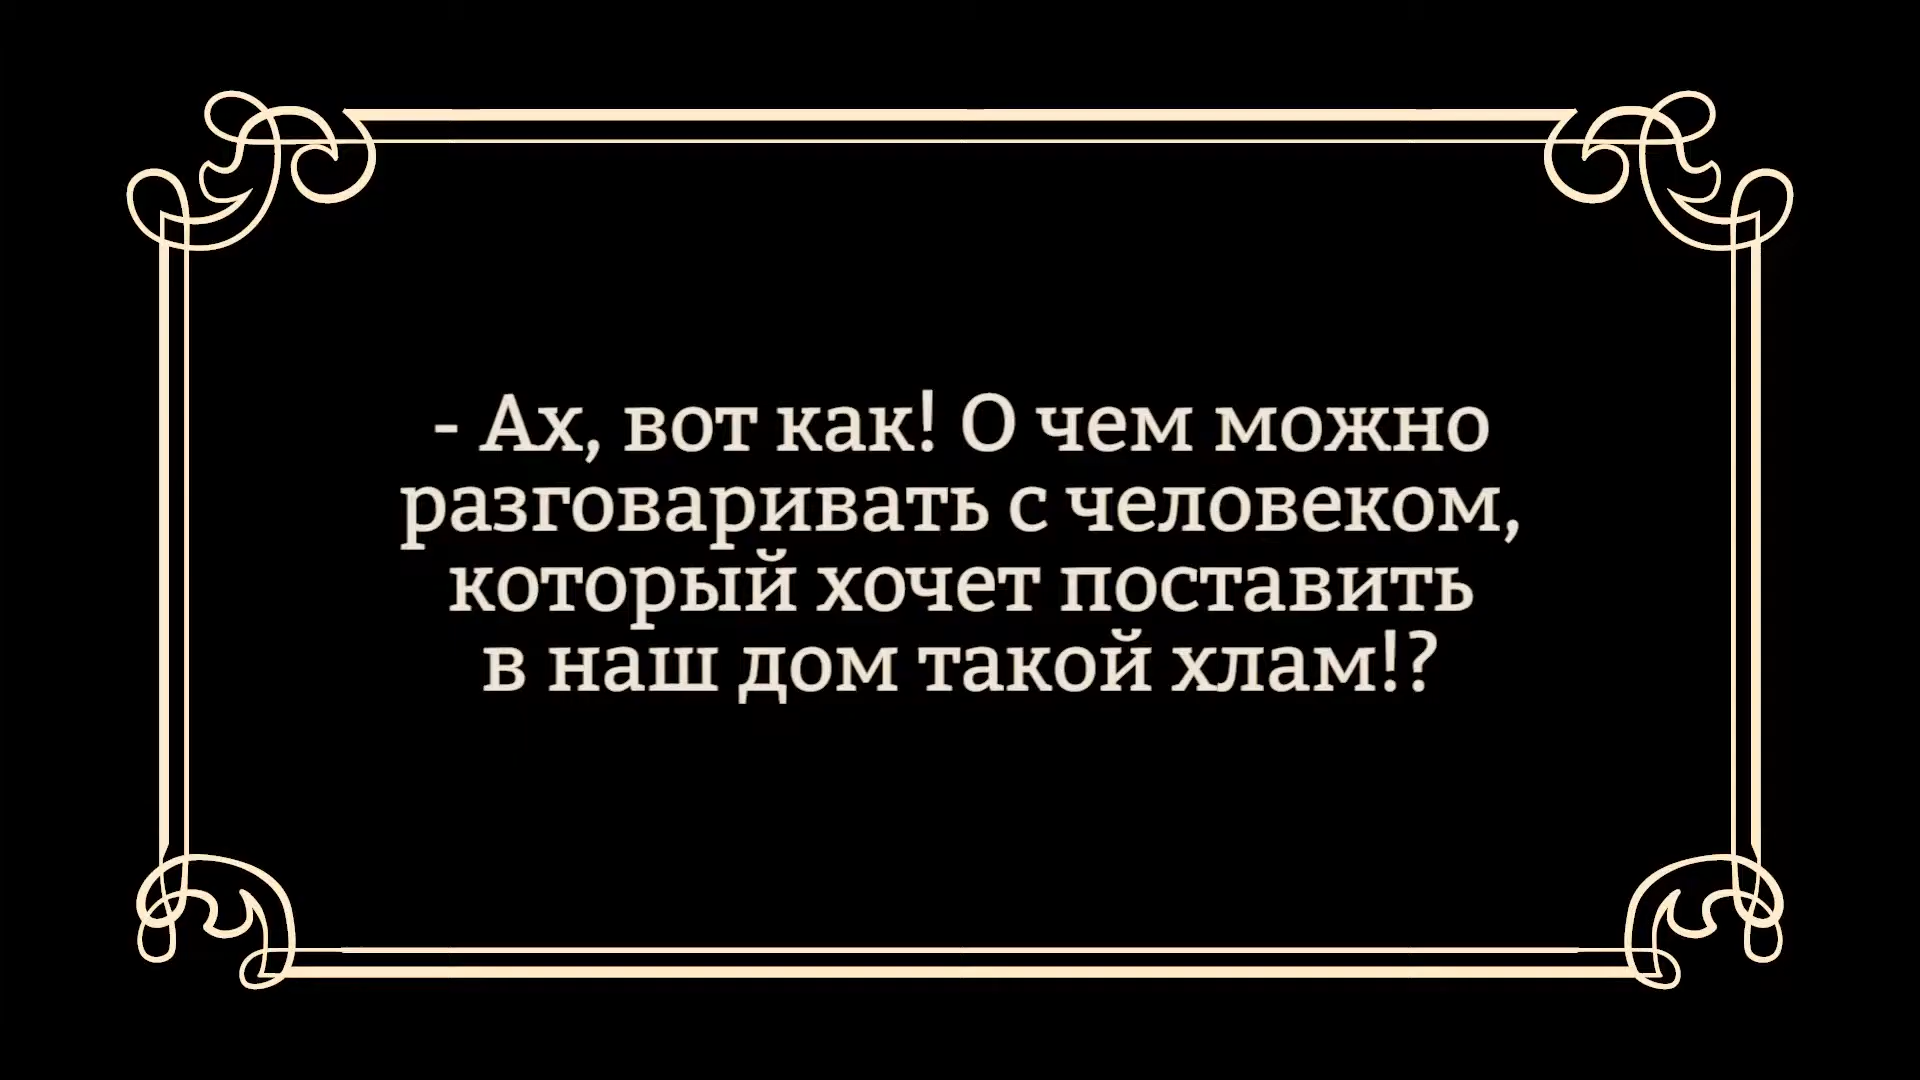 - Ах, вот как! О чем можно
разговаривать с человеком,
который хочет поставить
в наш дом такой хлам!?